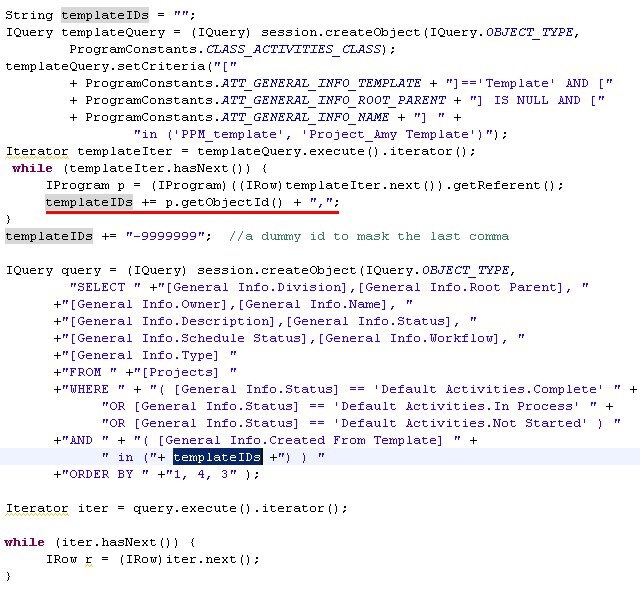 String templateIDs = "";
IQuery templateQuery = (IQuery) session.createObject(IQuery.OBJECT_TYPE,
ProgramConstants.CLASS_ACTIVITIES_CLASS);
templateQuery.setCriteria("["
+ ProgramConstants.ATT_GENERAL_INFO_TEMPLATE + "]=='Template' AND ["
+ ProgramConstants.ATT_GENERAL_INFO_ROOT_PARENT + "] IS NULL AND ["
+ ProgramConstants.ATT_GENERAL_INFO_NAME + "] " +
"in ('PPM_template', 'Project_Amy Template')");
Iterator templateIter = templateQuery.execute().iterator();
while (templateIter.hasNext()) {
IProgram p = (IProgram)((IRow)templateIter.next()).getReferent();
templateIDs += p.getObjectId() + ",";
}
templateIDs += "-9999999"; //a dummy id to mask the last comma
IQuery query = (IQuery) session.createObject(IQuery.OBJECT_TYPE,
"SELECT " +"[General Info.Division],[General Info.Root Parent], "
+"[General Info.Owner],[General Info.Name], "
+"[General Info.Description],[General Info.Status], "
+"[General Info.Schedule Status],[General Info.Workflow], "
+"[General Info.Type] "
+"FROM " +"[Projects] "
+"WHERE " + "( [General Info.Status] == 'Default Activities.Complete' " +
"OR [General Info.Status] == 'Default Activities.In Process' " +
"OR [General Info.Status] == 'Default Activities.Not Started' ) "
+"AND " + "( [General Info.Created From Template] " +
" in ("+ templateIDs +") ) "
+"ORDER BY " +"1, 4, 3" );
Iterator iter = query.execute().iterator();
while (iter.hasNext()) {
IRow r = (IRow)iter.next();
}